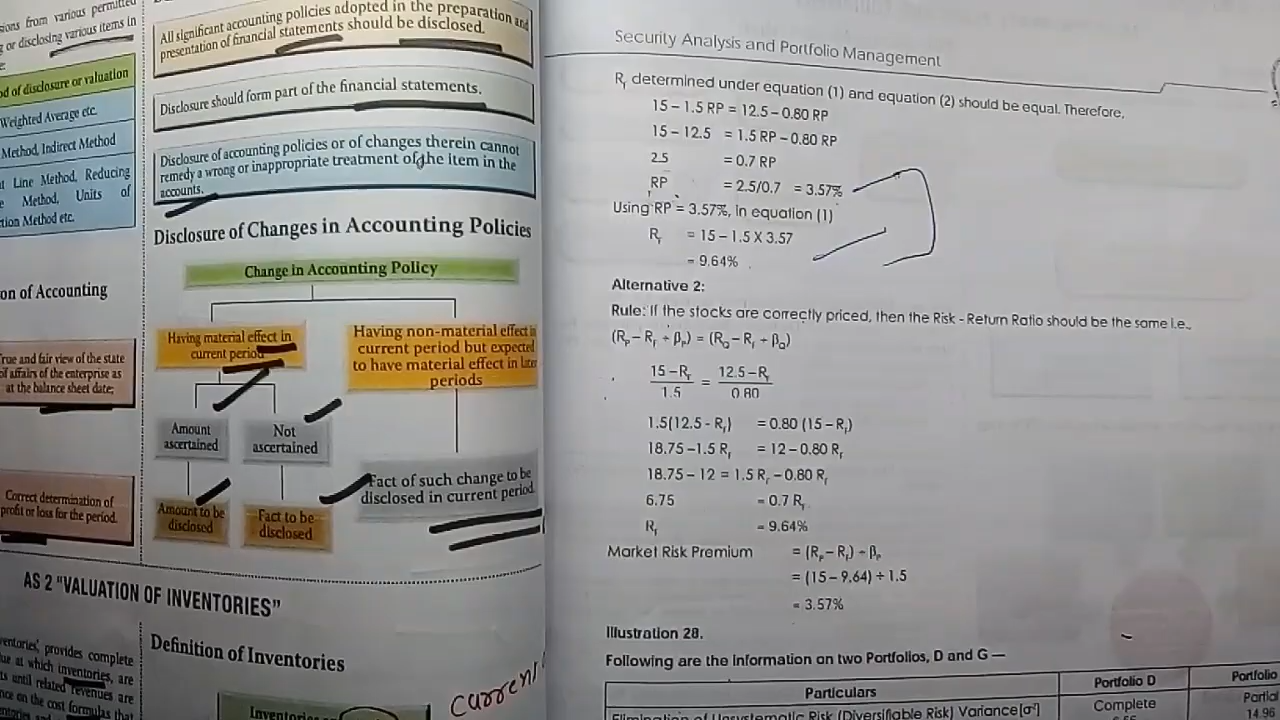 sions from various permitted
g or disclosing various items in
od of disclosure or valuation
Weighted Average etc.
Method, Indirect Method
Line Method, Reducing
Method, Units of
tion Method etc.
on of Accounting
True and fair view of the state
of affairs of the enterprise as
at the balance sheet date;
Correct determination of
profit or loss for the period.
All significant accounting policies adopted in the preparation and
presentation of financial statements should be disclosed.
Disclosure should form part of the financial statements.
Disclosure of accounting policies or of changes therein cannot
remedy a wrong or inappropriate treatment of the item in the
accounts.
Disclosure of Changes in Accounting Policies
Change in Accounting Policy
Having material effect in
current period
Having non-material effect in
current period but expected
to have material effect in later
periods
Amount
ascertained
Not
ascertained
Amount to be
disclosed
Fact to be
disclosed
Fact of such change to be
disclosed in current period.
AS 2 "VALUATION OF INVENTORIES"
ventories', provides complete
ue at which inventories, are
ts until related revenues are
nce on the cost formulas that
Definition of Inventories
Inventories
Current
Security Analysis and Portfolio Management
Rf determined under equation (1) and equation (2) should be equal. Therefore,
15 – 1.5 RP = 12.5 – 0.80 RP
15 – 12.5 = 1.5 RP – 0.80 RP
2.5 = 0.7 RP
RP = 2.5/0.7 = 3.57%
Using RP = 3.57%, in equation (1)
Rf = 15 – 1.5 X 3.57
= 9.64%
Alternative 2:
Rule: If the stocks are correctly priced, then the Risk - Return Ratio should be the same i.e.,
(RP – Rf ÷ βP) = (RQ – Rf ÷ βQ)
15 – Rf / 1.5 = 12.5 – Rf / 0.80
1.5(12.5 - Rf) = 0.80 (15 – Rf)
18.75 – 1.5 Rf = 12 – 0.80 Rf
18.75 – 12 = 1.5 Rf – 0.80 Rf
6.75 = 0.7 Rf
Rf = 9.64%
Market Risk Premium = (RP – Rf) ÷ βP
= (15 – 9.64) ÷ 1.5
= 3.57%
Illustration 28.
Following are the information on two Portfolios, D and G —
Particulars Portfolio D Portfolio
Elimination of Unsystematic Risk (Diversifiable Risk) Variance[σ²] Complete Partial
14.96